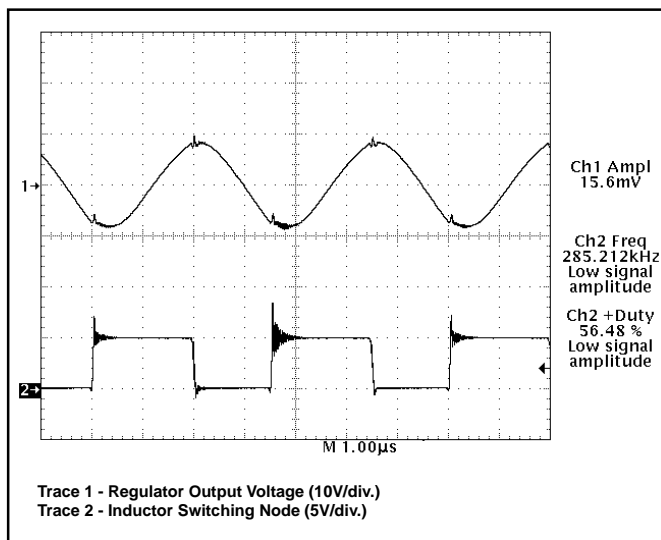 1
Ch1 Ampl
15.6mV
Ch2 Freq
285.212kHz
Low signal
amplitude
Ch2 +Duty
56.48 %
Low signal
amplitude
2
M 1.00µs
Trace 1 - Regulator Output Voltage (10V/div.)
Trace 2 - Inductor Switching Node (5V/div.)